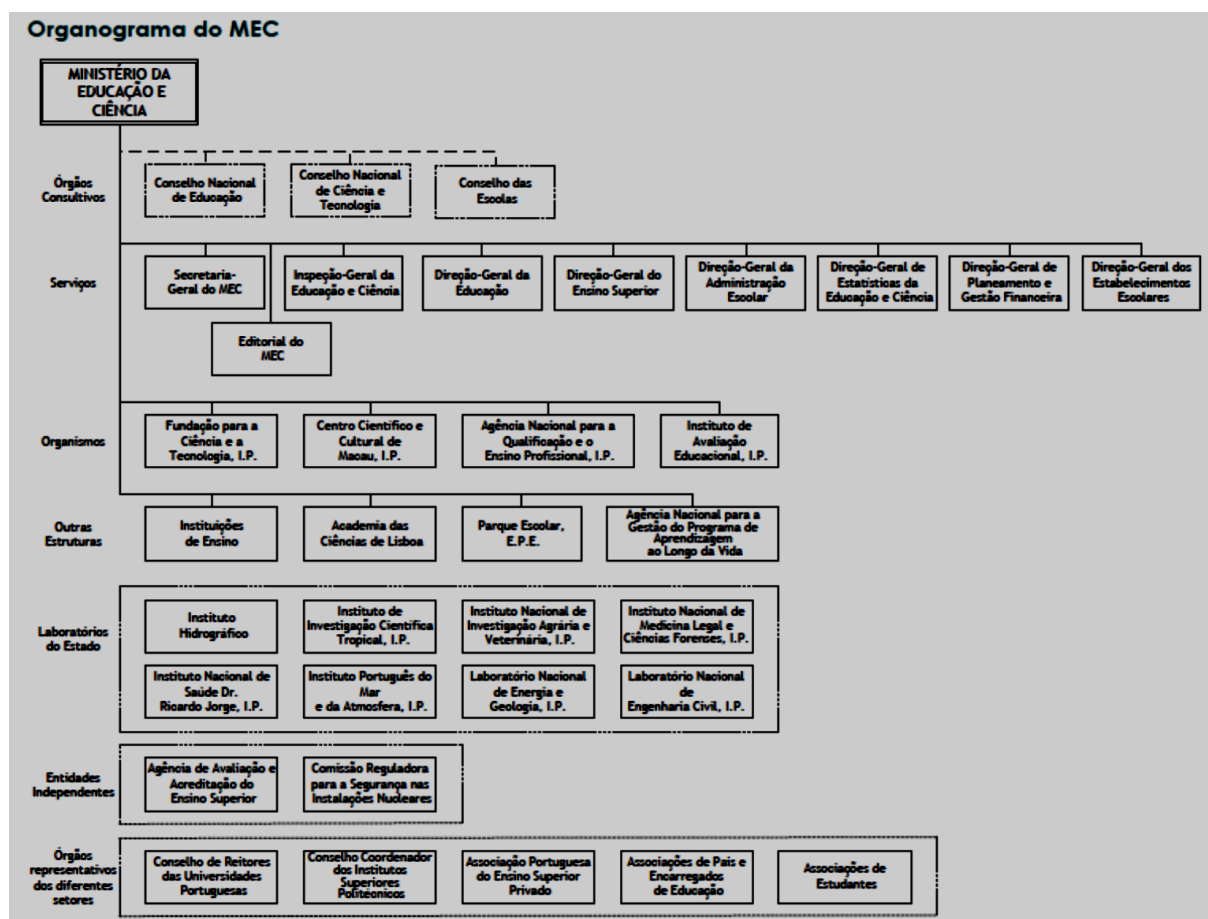 Organograma do MEC
MINISTÉRIO DA
EDUCAÇÃO E
CIÊNCIA
Órgãos
Consultivos
Conselho Nacional
de Educação
Conselho Nacional
de Ciência e
Tecnologia
Conselho das
Escolas
Serviços
Secretaria-
Geral do MEC
Inspeção-Geral da
Educação e Ciência
Direção-Geral da
Educação
Direção-Geral do
Ensino Superior
Direção-Geral da
Administração
Escolar
Direção-Geral de
Estatísticas da
Educação e Ciência
Direção-Geral de
Planeamento e
Gestão Financeira
Direção-Geral dos
Estabelecimentos
Escolares
Editorial do
MEC
Organismos
Fundação para a
Ciência e a
Tecnologia, I.P.
Centro Científico e
Cultural de
Macau, I.P.
Agência Nacional para a
Qualificação e o
Ensino Profissional, I.P.
Instituto de
Avaliação
Educacional, I.P.
Outras
Estruturas
Instituições
de Ensino
Academia das
Ciências de Lisboa
Parque Escolar,
E.P.E.
Agência Nacional para a
Gestão do Programa de
Aprendizagem
ao Longo da Vida
Laboratórios
do Estado
Instituto
Hidrográfico
Instituto de
Investigação Científica
Tropical, I.P.
Instituto Nacional de
Investigação Agrária e
Veterinária, I.P.
Instituto Nacional de
Medicina Legal e
Ciências Forenses, I.P.
Instituto Nacional de
Saúde Dr.
Ricardo Jorge, I.P.
Instituto Português do
Mar
e da Atmosfera, I.P.
Laboratório Nacional
de Energia e
Geologia, I.P.
Laboratório Nacional
de
Engenharia Civil, I.P.
Entidades
Independentes
Agência de Avaliação e
Acreditação do
Ensino Superior
Comissão Reguladora
para a Segurança nas
Instalações Nucleares
Órgãos
representativos
dos diferentes
setores
Conselho de Reitores
das Universidades
Portuguesas
Conselho Coordenador
dos Institutos
Superiores
Politécnicos
Associação Portuguesa
do Ensino Superior
Privado
Associações de Pais e
Encarregados
de Educação
Associações de
Estudantes